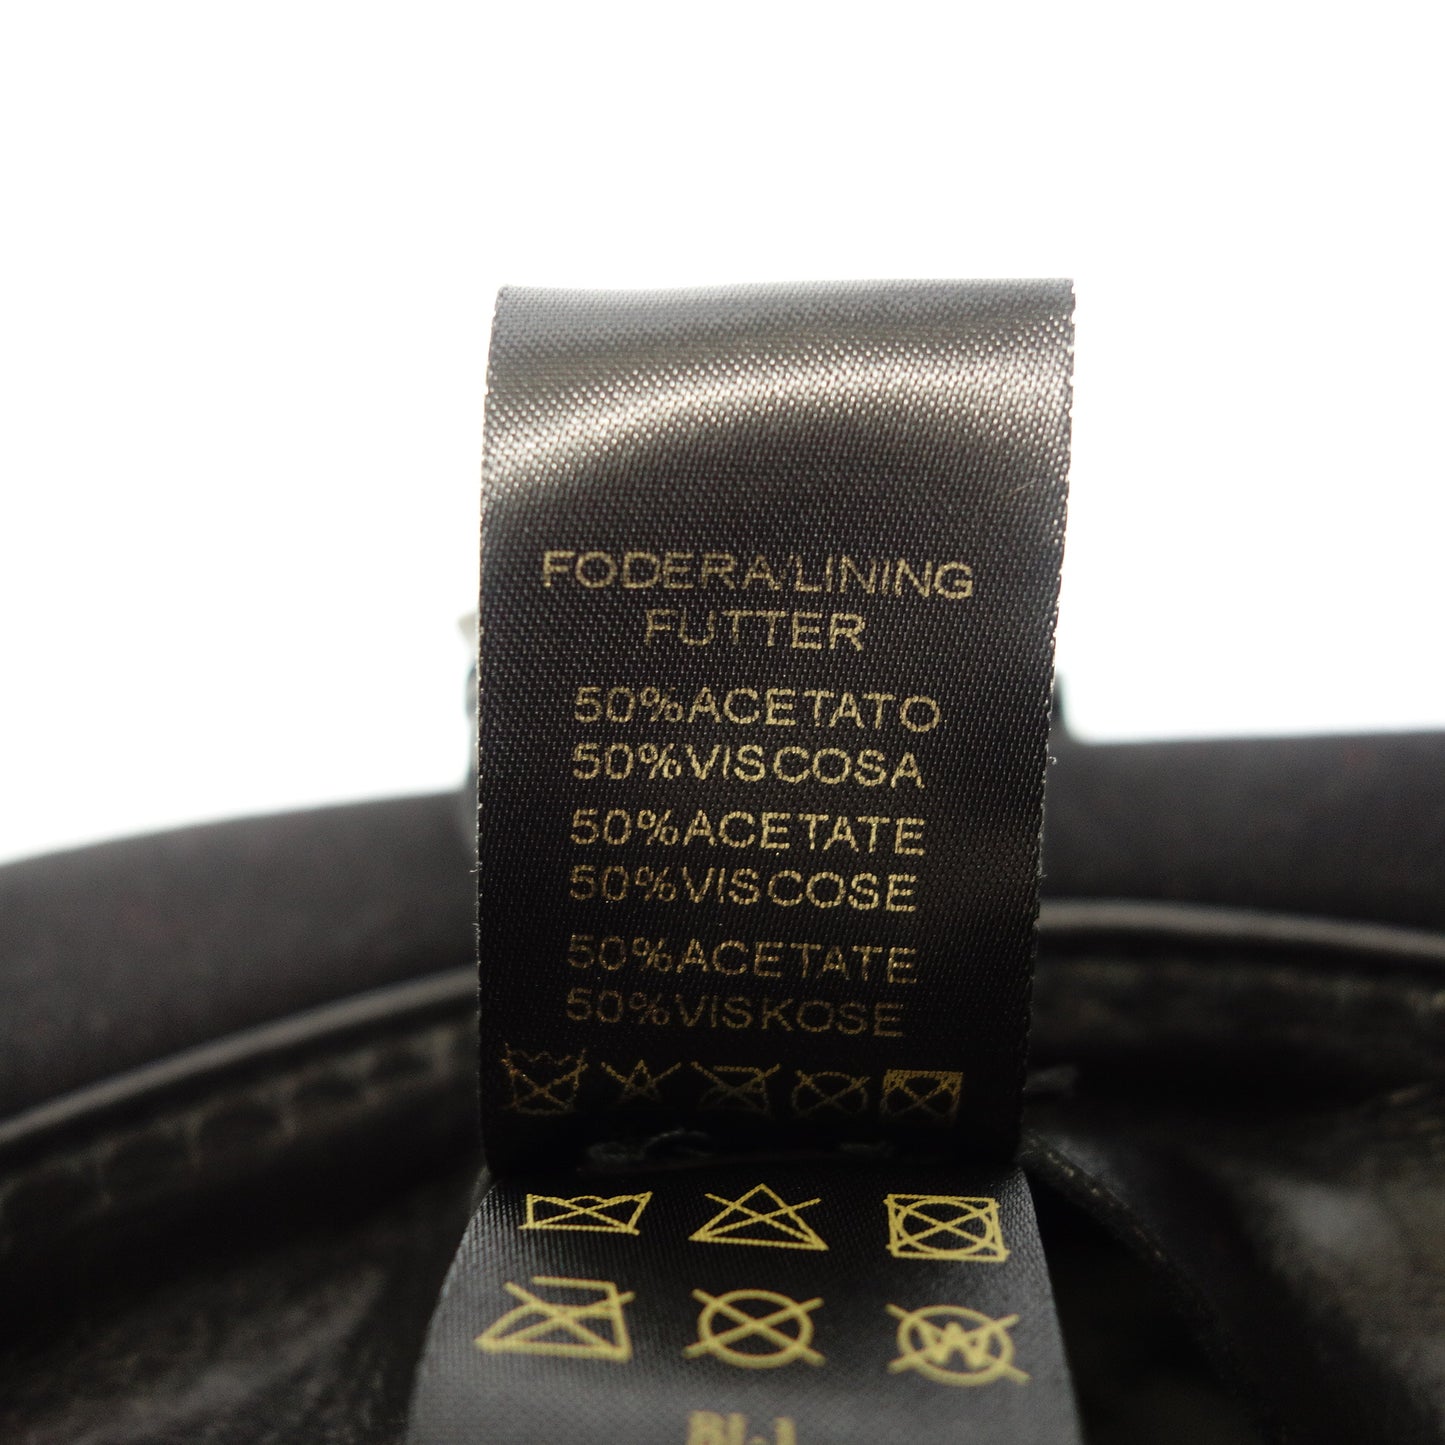 FODERA/LINING
FUTTER
50%ACETATO
50%VISCOSA
50%ACETATE
50%VISCOSE
50%ACETATE
50%VISKOSE
W